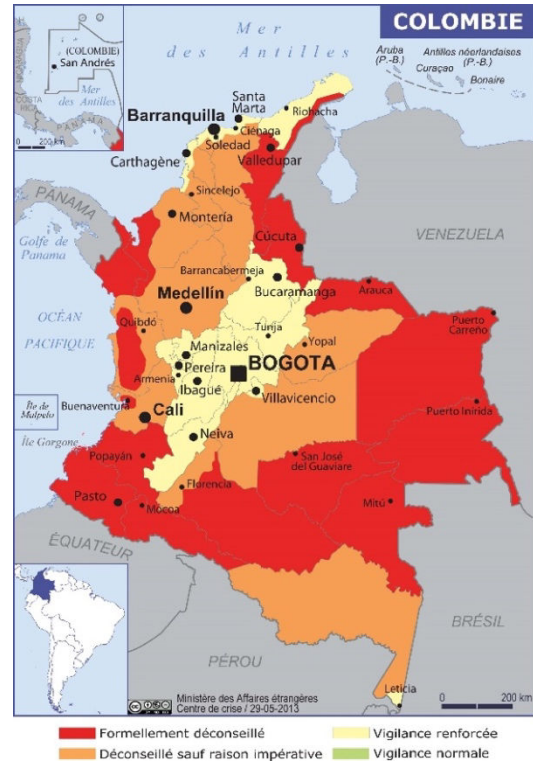 COLOMBIE
Mer
des Antilles
Aruba
(P.-B.)
Antilles néerlandaises
(P.-B.)
Curaçao
Bonaire
(COLOMBIE)
San Andrés
Mer
des Antilles
COSTA
RICA
PANAMA
200 km
Santa
Marta
Riohacha
Barranquilla
Ciénaga
Soledad
Carthagène
Valledupar
Sincelejo
PANAMA
Montería
Golfe de
Panama
VENEZUELA
Cúcuta
Barrancabermeja
Bucaramanga
Arauca
Medellín
Puerto
Carreño
OCÉAN
PACIFIQUE
Quibdó
Tunja
Yopal
Manizales
Pereira
BOGOTA
Armenia
Ibagué
Villavicencio
Île de
Malpelo
Buenaventura
Cali
Puerto Inirida
Île Gorgone
Neiva
Popayán
San José
del Guaviare
Pasto
Florencia
Mitú
Mocoa
ÉQUATEUR
BRÉSIL
PÉROU
Leticia
Ministère des Affaires étrangères
Centre de crise / 29-05-2013
0 200 km
Formellement déconseillé
Vigilance renforcée
Déconseillé sauf raison impérative
Vigilance normale